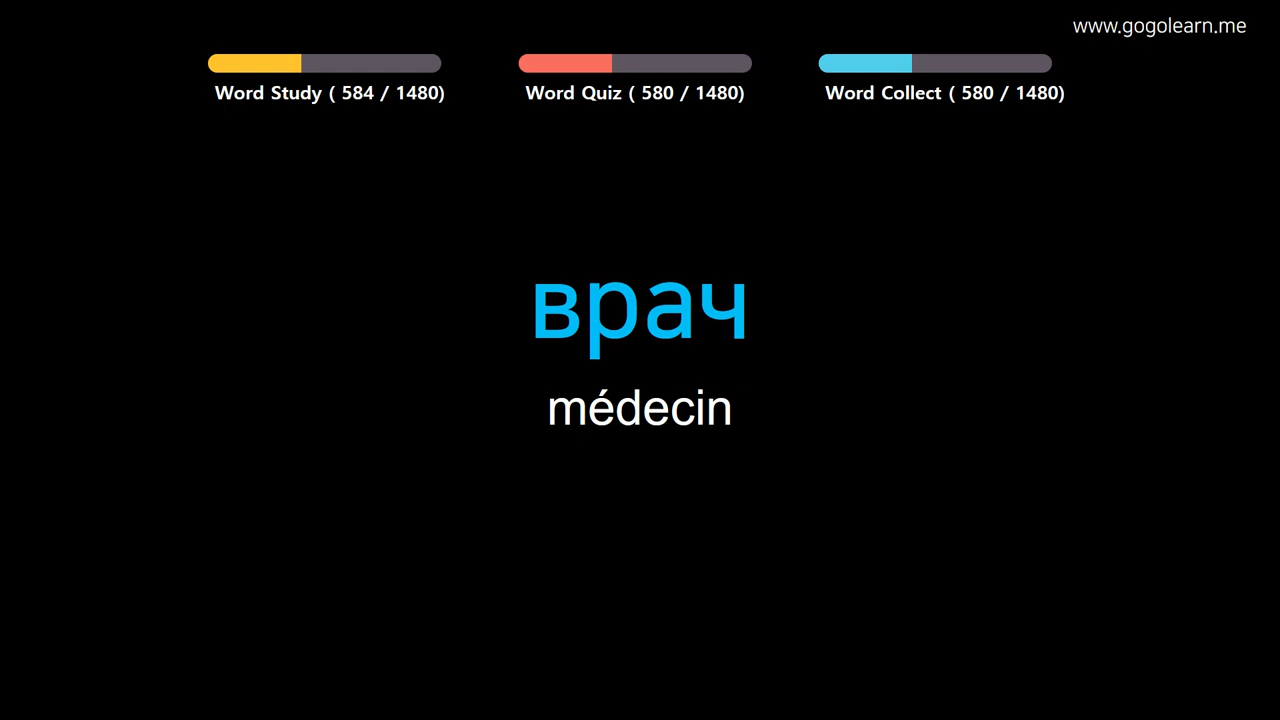 www.gogolearn.me
Word Study ( 584 / 1480)
Word Quiz ( 580 / 1480)
Word Collect ( 580 / 1480)
врач
médecin